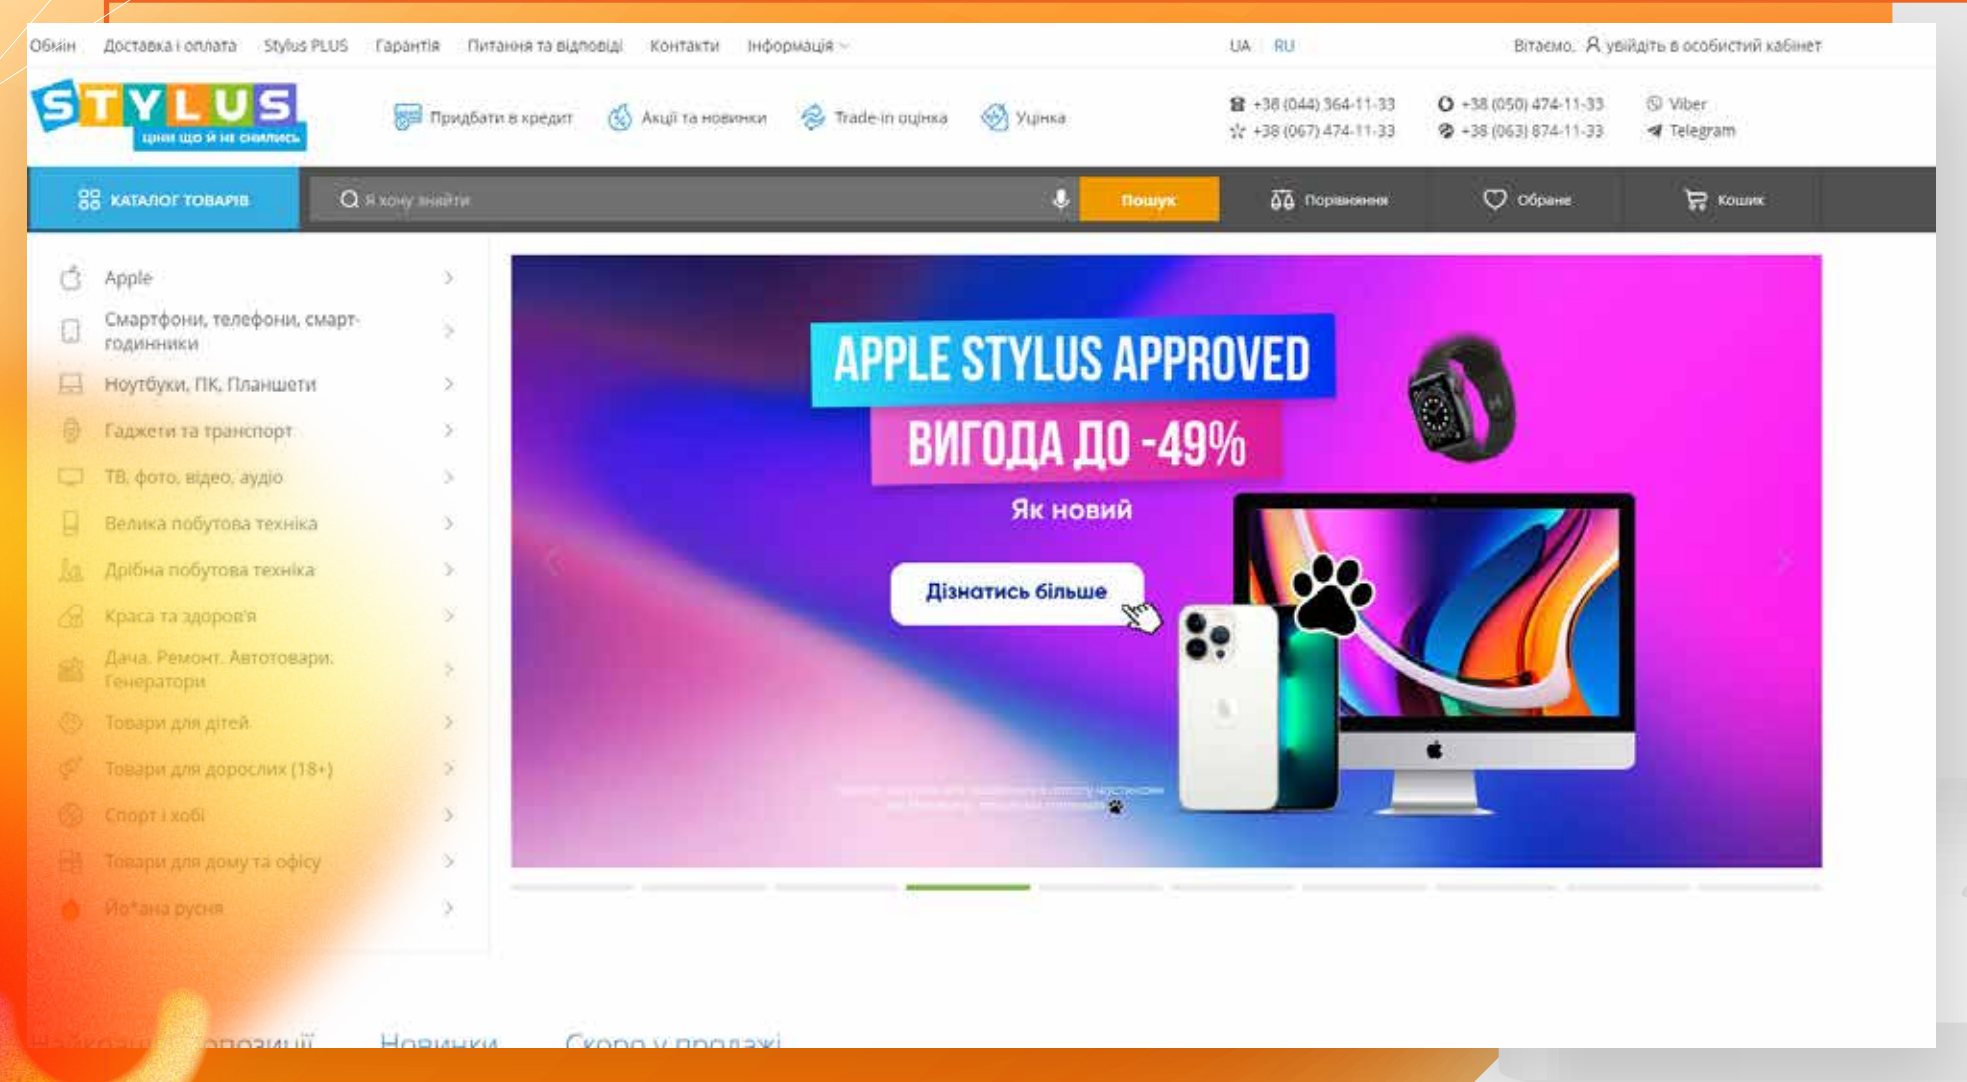 Обмін Доставка і оплата Stylus PLUS Гарантія Питання та відповіді Контакти Інформація UA RU Вітаємо, увійдіть в особистий кабінет
STYLUS
ціни що й не снились
Придбати в кредит Акції та новинки Trade-in оцінка Уцінка
+38 (044) 364-11-33 +38 (050) 474-11-33 Viber
+38 (067) 474-11-33 +38 (063) 874-11-33 Telegram
КАТАЛОГ ТОВАРІВ Я хочу знайти Пошук Порівняння Обране Кошик
Apple
Смартфони, телефони, смарт-
годинники
Ноутбуки, ПК, Планшети
Гаджети та транспорт
ТВ, фото, відео, аудіо
Велика побутова техніка
Дрібна побутова техніка
Краса та здоров'я
Дача. Ремонт. Автотовари.
Генератори
Товари для дітей
Товари для дорослих (18+)
Спорт і хобі
Товари для дому та офісу
Йо*ана русня
APPLE STYLUS APPROVED
ВИГОДА ДО -49%
Як новий
Дізнатись більше
Новинки Скоро у продажі